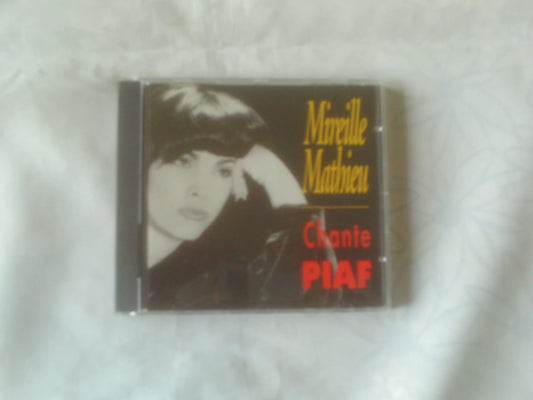 Mireille
Mathieu
Chante
PIAF